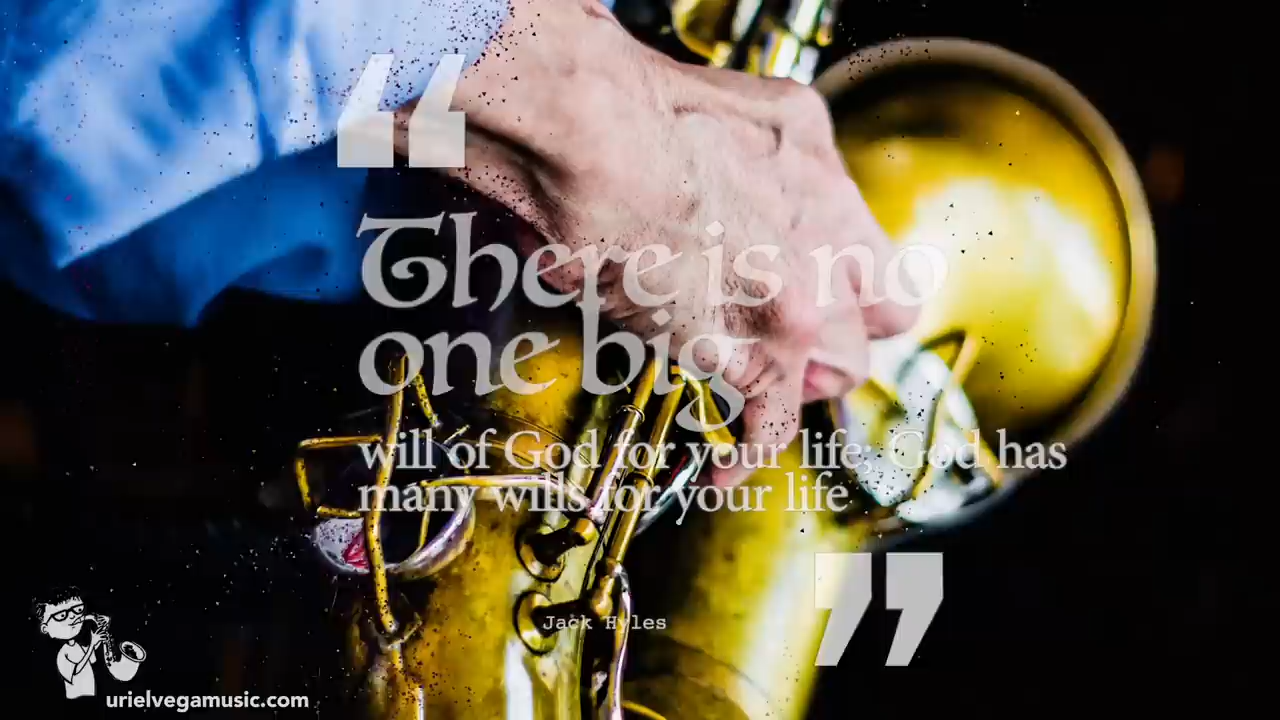 “
There is no
one big
will of God for your life; God has
many wills for your life
”
Jack Hyles
urielvegamusic.com